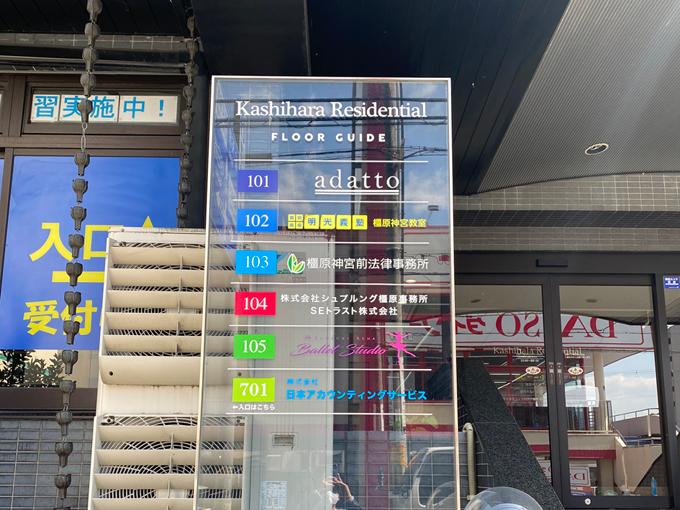 習実施中!
入口
受付
Kashihara Residential
FLOOR GUIDE
101 adatto
102 明光義塾 橿原神宮教室
103 橿原神宮前法律事務所
104 株式会社シュプルング橿原事務所
SEトラスト株式会社
105 Ballet Studio
701 株式会社
日本アカウンティングサービス
←入口はこちら
DAISO ダイ
Kashihara Residential